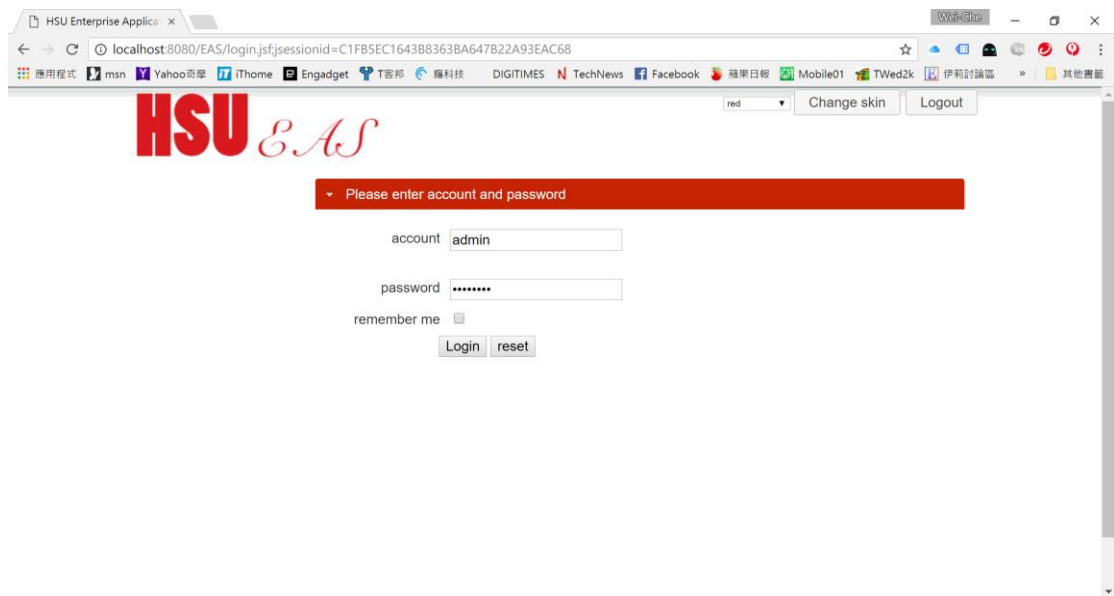 HSU Enterprise Applicat
Wei-Che
localhost:8080/EAS/login.jsf;jsessionid=C1FB5EC1643B8363BA647B22A93EAC68
應用程式 msn Yahoo奇摩 iThome Engadget T客邦 瘾科技 DIGITIMES TechNews Facebook 蘋果日報 Mobile01 TWed2k 伊莉討論區 » 其他書籤
HSU EAS
red Change skin Logout
Please enter account and password
account admin
password ••••••••
remember me
Login reset